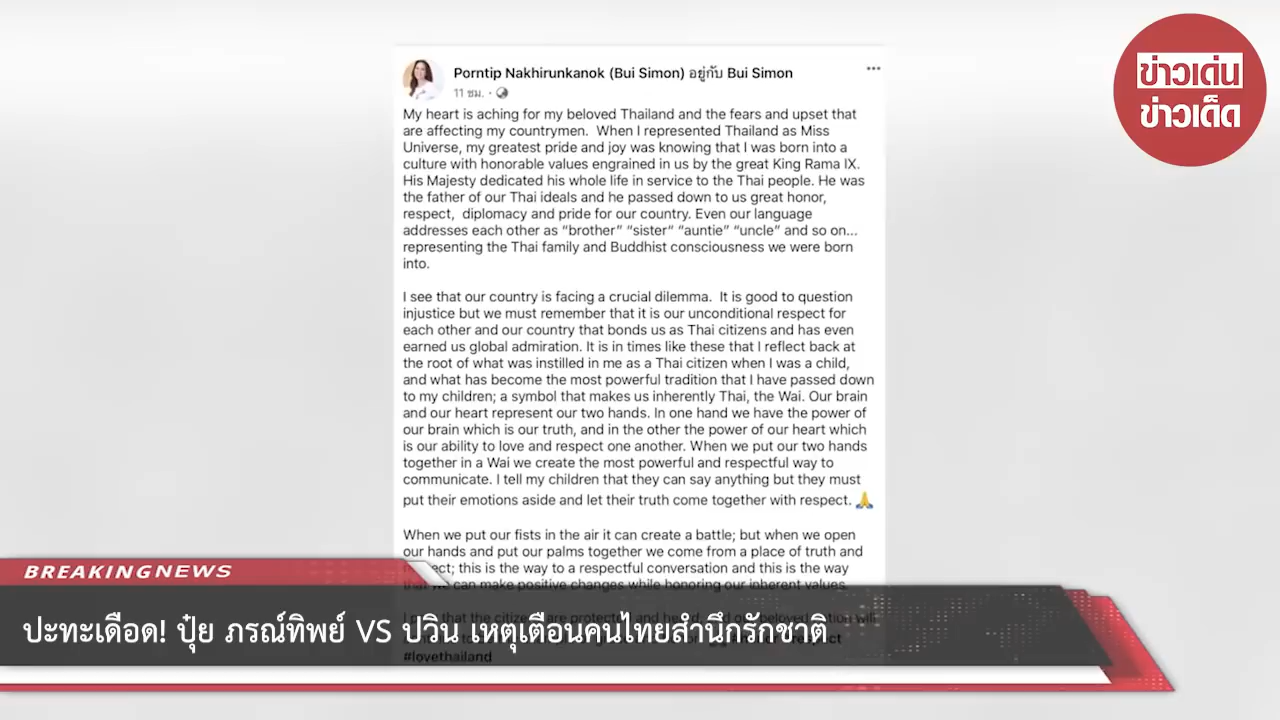 ข่าวเด่น
ข่าวเด็ด
Porntip Nakhirunkanok (Bui Simon) อยู่กับ Bui Simon
11 ชม.
My heart is aching for my beloved Thailand and the fears and upset that
are affecting my countrymen. When I represented Thailand as Miss
Universe, my greatest pride and joy was knowing that I was born into a
culture with honorable values engrained in us by the great King Rama IX.
His Majesty dedicated his whole life in service to the Thai people. He was
the father of our Thai ideals and he passed down to us great honor,
respect, diplomacy and pride for our country. Even our language
addresses each other as “brother” “sister” “auntie” “uncle” and so on...
representing the Thai family and Buddhist consciousness we were born
into.
I see that our country is facing a crucial dilemma. It is good to question
injustice but we must remember that it is our unconditional respect for
each other and our country that bonds us as Thai citizens and has even
earned us global admiration. It is in times like these that I reflect back at
the root of what was instilled in me as a Thai citizen when I was a child,
and what has become the most powerful tradition that I have passed down
to my children; a symbol that makes us inherently Thai, the Wai. Our brain
and our heart represent our two hands. In one hand we have the power of
our brain which is our truth, and in the other the power of our heart which
is our ability to love and respect one another. When we put our two hands
together in a Wai we create the most powerful and respectful way to
communicate. I tell my children that they can say anything but they must
put their emotions aside and let their truth come together with respect. 🙏
When we put our fists in the air it can create a battle; but when we open
our hands and put our palms together we come from a place of truth and
respect; this is the way to a respectful conversation and this is the way
that we can make positive changes while honoring our inherent values.
#lovethailand
BREAKINGNEWS
ปะทะเดือด! ปุ๋ย ภรณ์ทิพย์ VS ปวิน เหตุเตือนคนไทยสำนึกรักชาติ